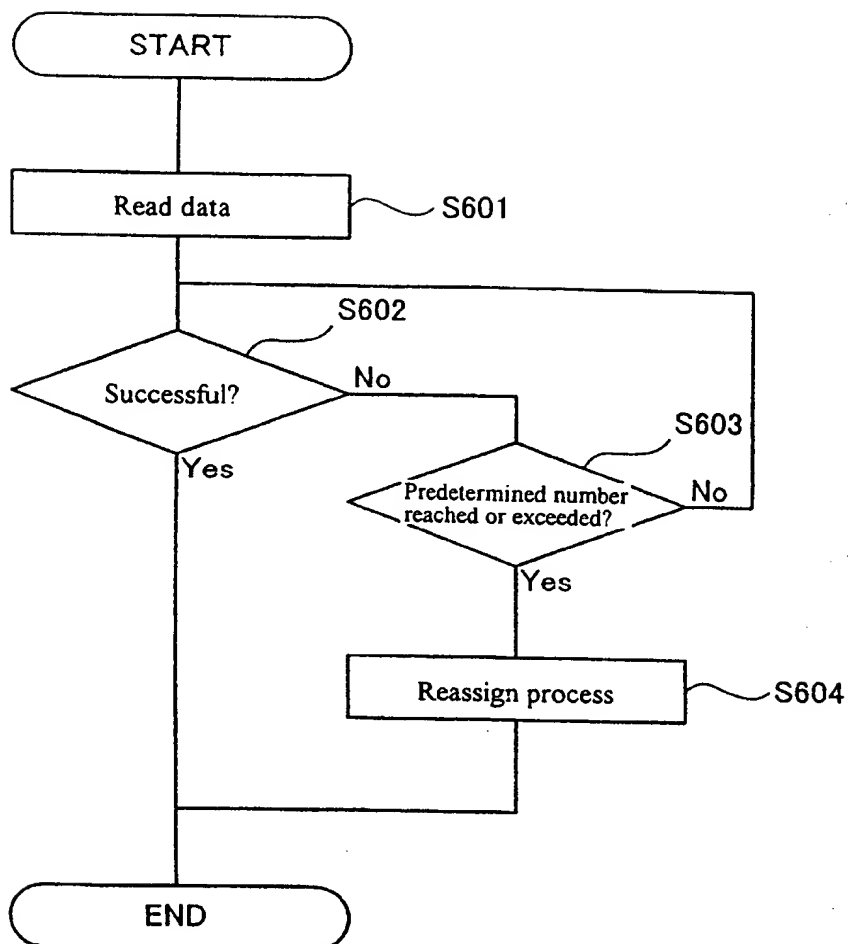 START
Read data
S601
S602
Successful?
No
Yes
S603
Predetermined number
reached or exceeded?
No
Yes
Reassign process
S604
END